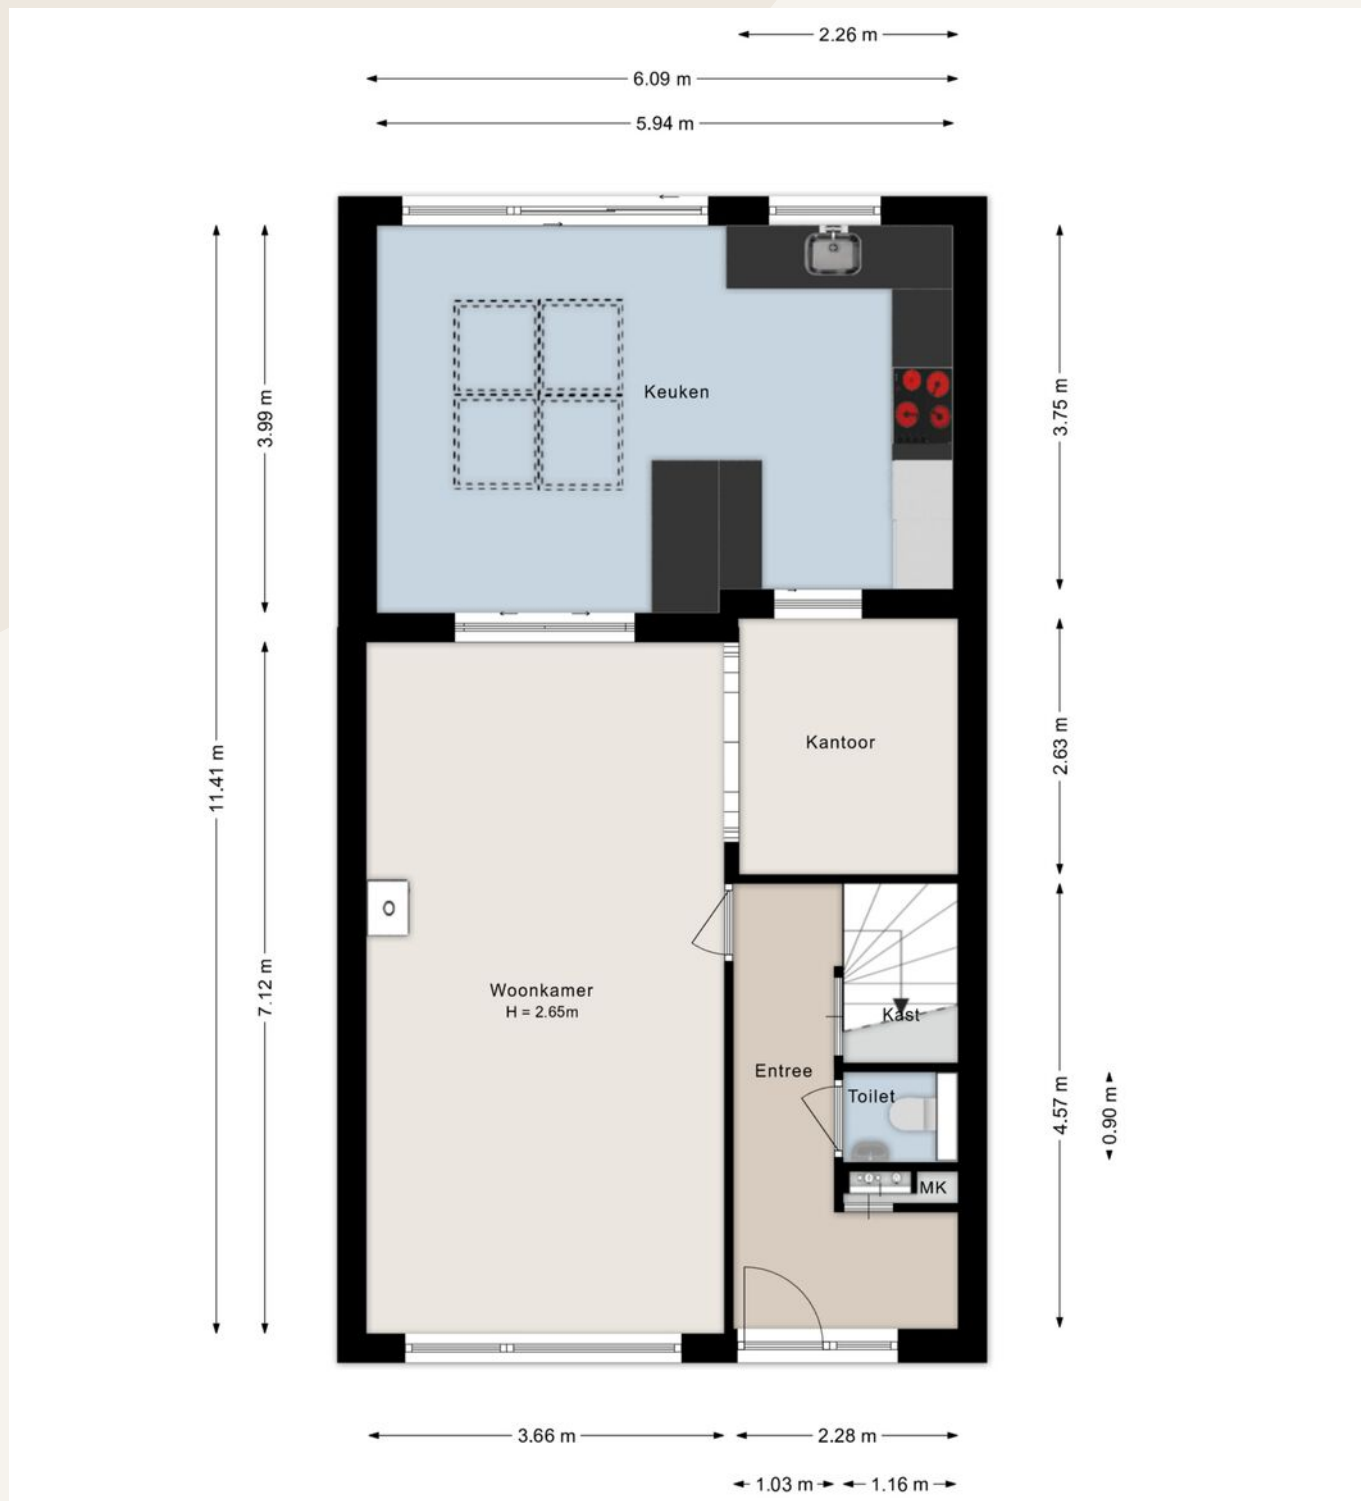 2.26 m
6.09 m
5.94 m
Keuken
3.99 m
3.75 m
Kantoor
2.63 m
11.41 m
7.12 m
Woonkamer
H = 2.65m
Kast
Entree
Toilet
4.57 m
0.90 m
MK
3.66 m
2.28 m
1.03 m
1.16 m